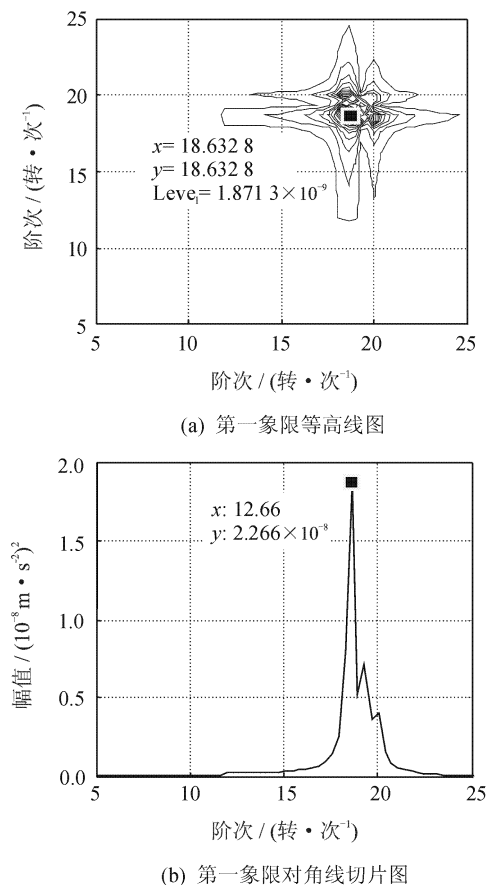 25
20
15
10
5
阶次 / (转·次⁻¹)
x= 18.632 8
y= 18.632 8
Level= 1.871 3×10⁻⁹
5 10 15 20 25
阶次 / (转·次⁻¹)
(a) 第一象限等高线图
2.0
1.5
1.0
0.5
0.0
幅值 / (10⁻⁸ m·s⁻²)²
x: 12.66
y: 2.266×10⁻⁸
5 10 15 20 25
阶次 / (转·次⁻¹)
(b) 第一象限对角线切片图